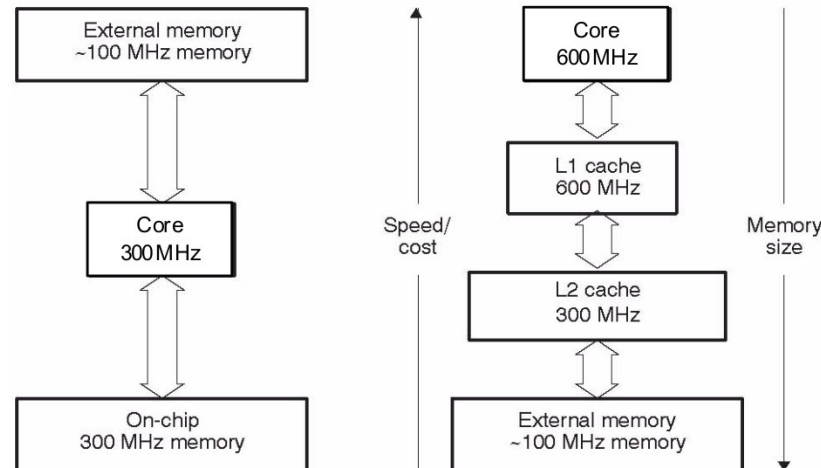 External memory
~100 MHz memory
Core
300MHz
On-chip
300 MHz memory
Speed/
cost
Core
600MHz
L1 cache
600 MHz
L2 cache
300 MHz
External memory
~100 MHz memory
Memory
size